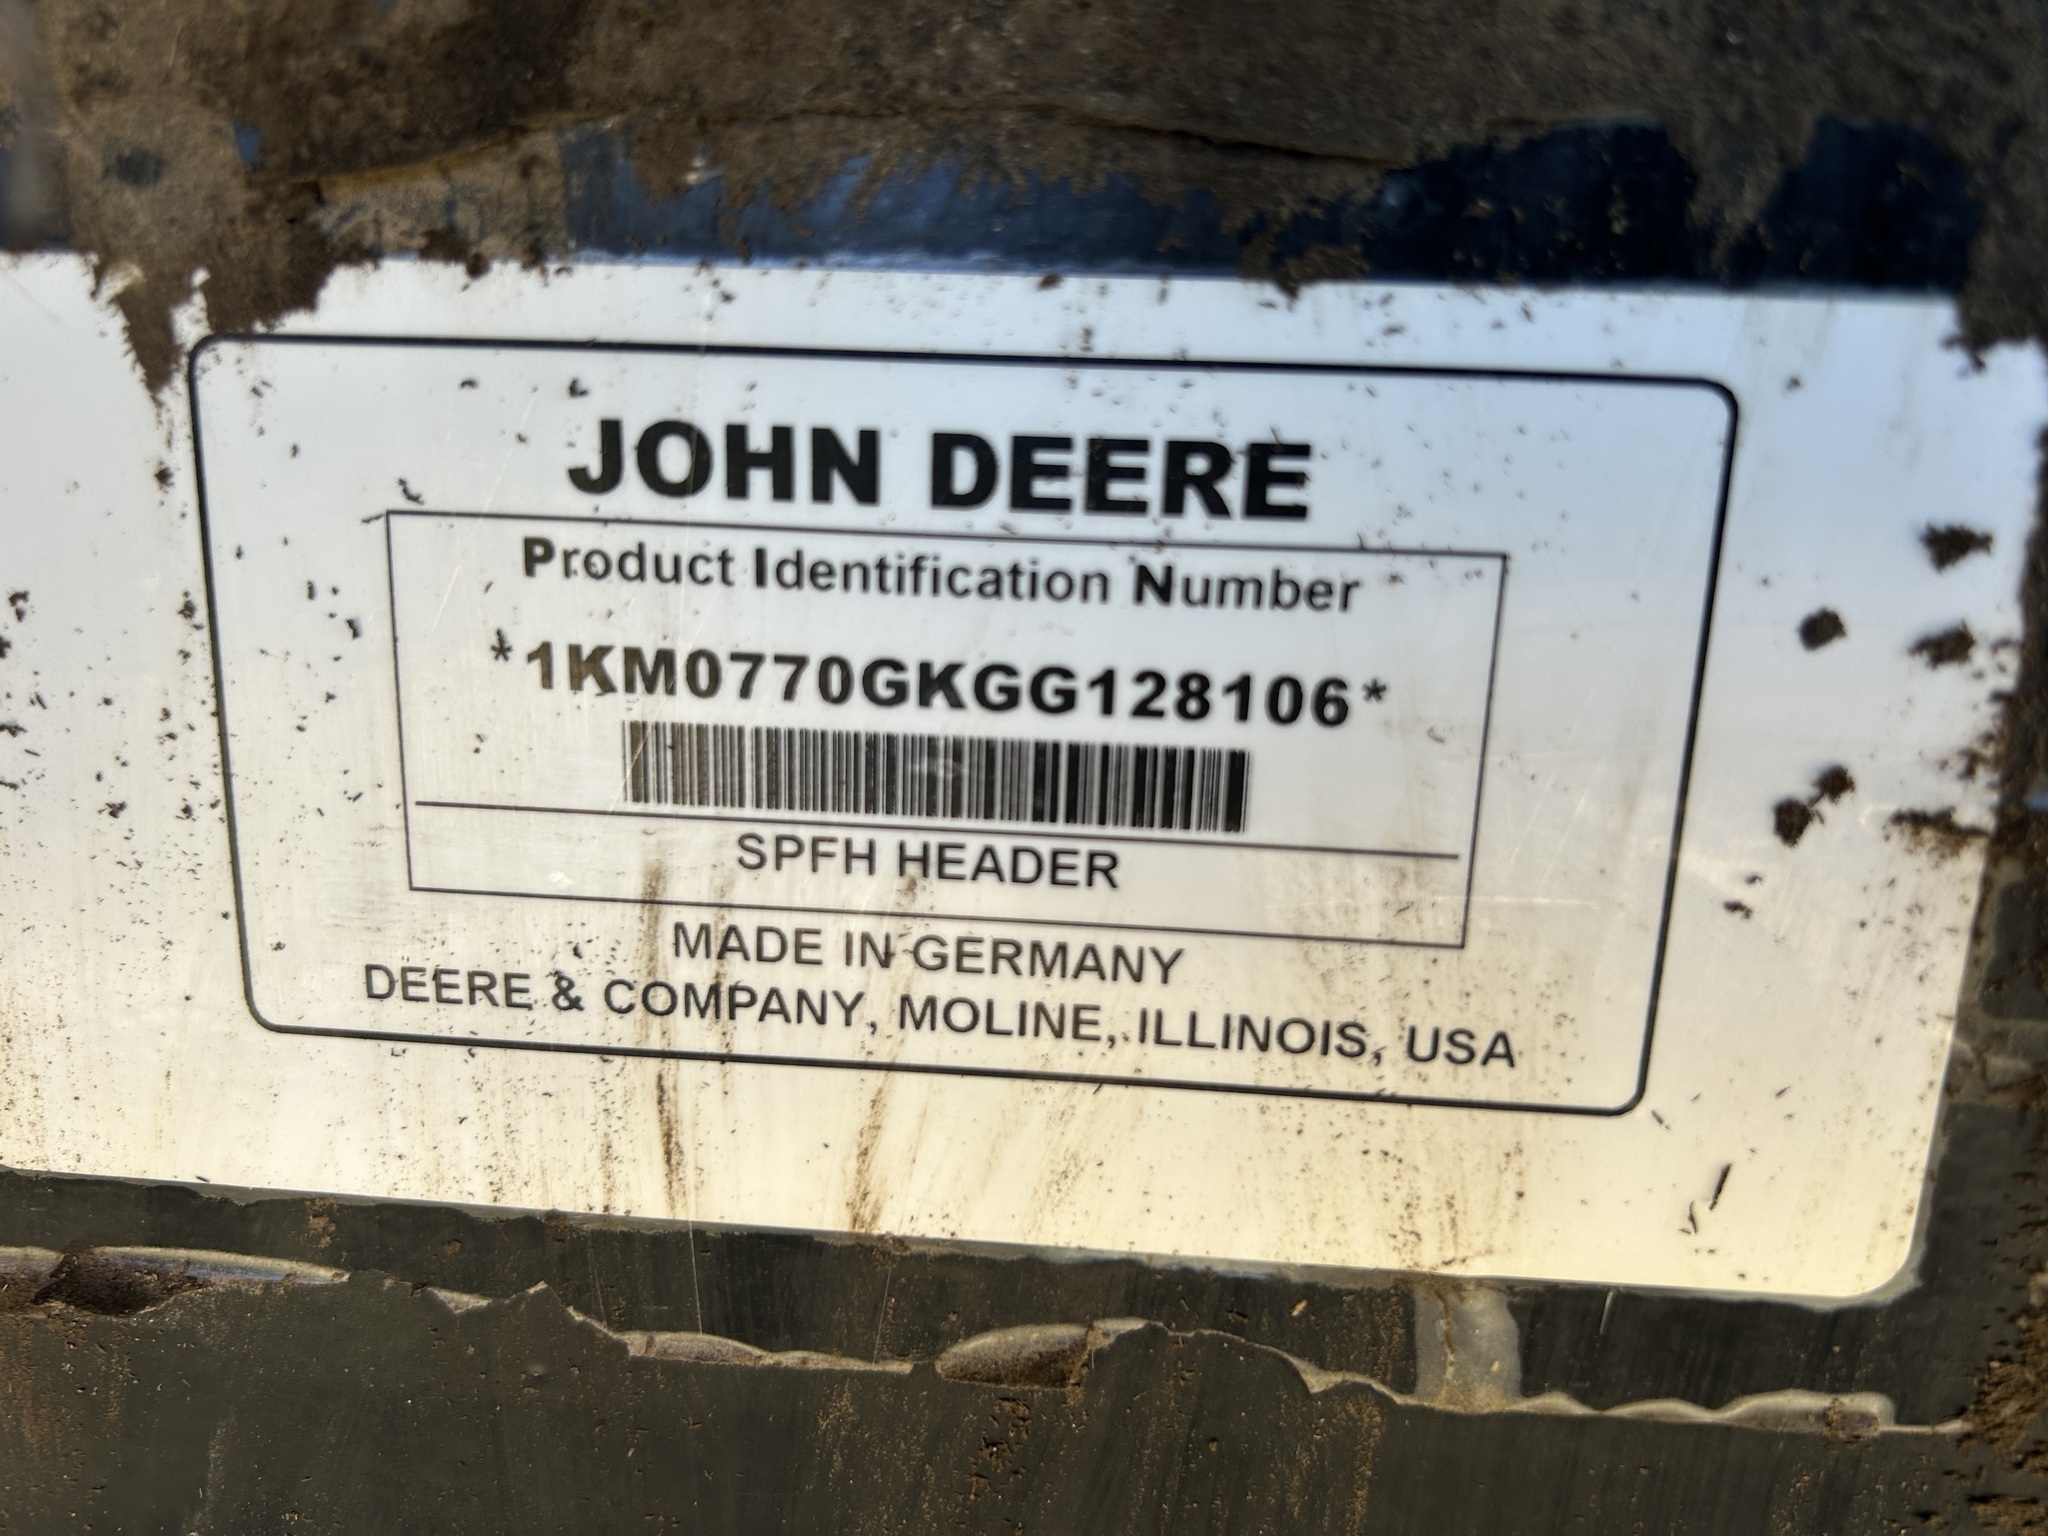 JOHN DEERE
Product Identification Number
*1KM0770GKGG128106*
SPFH HEADER
MADE IN GERMANY
DEERE & COMPANY, MOLINE, ILLINOIS, USA